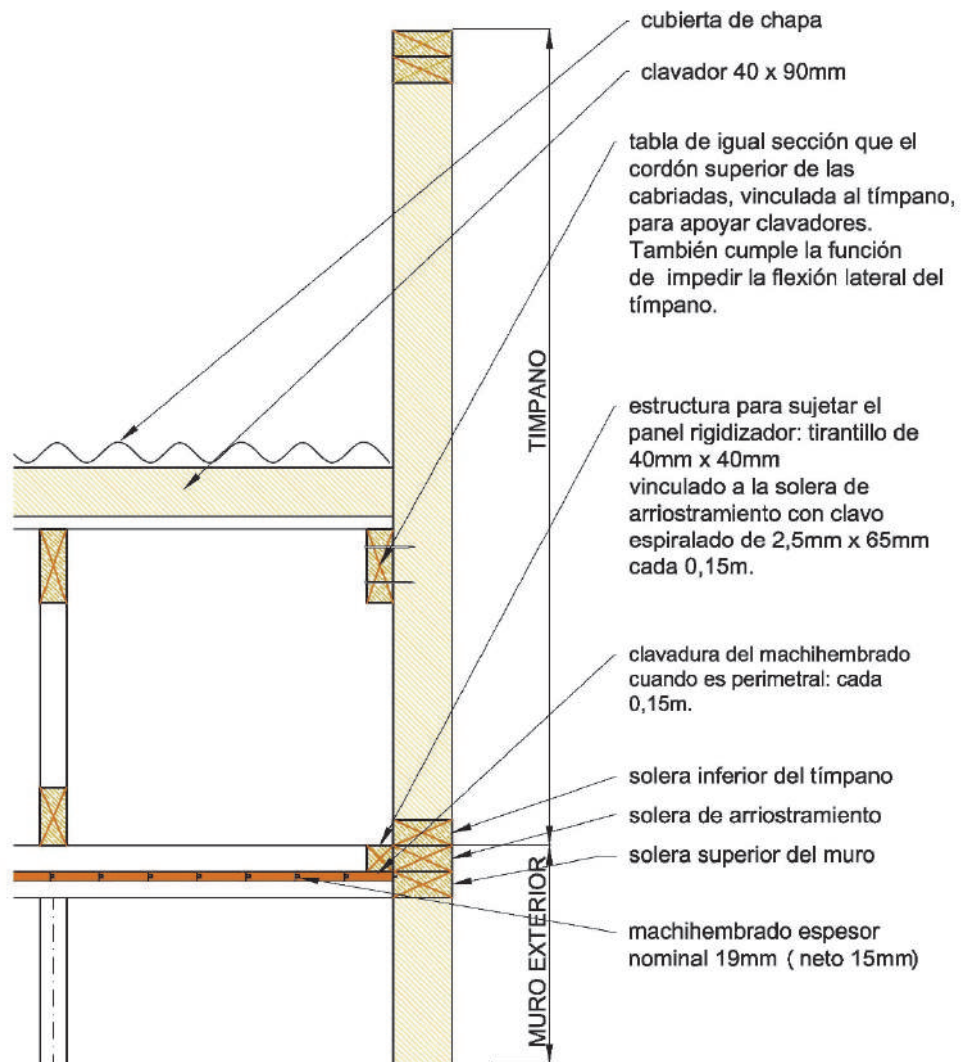 cubierta de chapa
clavador 40 x 90mm
tabla de igual sección que el
cordón superior de las
cabriadas, vinculada al tímpano,
para apoyar clavadores.
También cumple la función
de impedir la flexión lateral del
tímpano.
TIMPANO
estructura para sujetar el
panel rigidizador: tirantillo de
40mm x 40mm
vinculado a la solera de
arriostramiento con clavo
espiralado de 2,5mm x 65mm
cada 0,15m.
clavadura del machihembrado
cuando es perimetral: cada
0,15m.
solera inferior del tímpano
solera de arriostramiento
solera superior del muro
MURO EXTERIOR
machihembrado espesor
nominal 19mm ( neto 15mm)